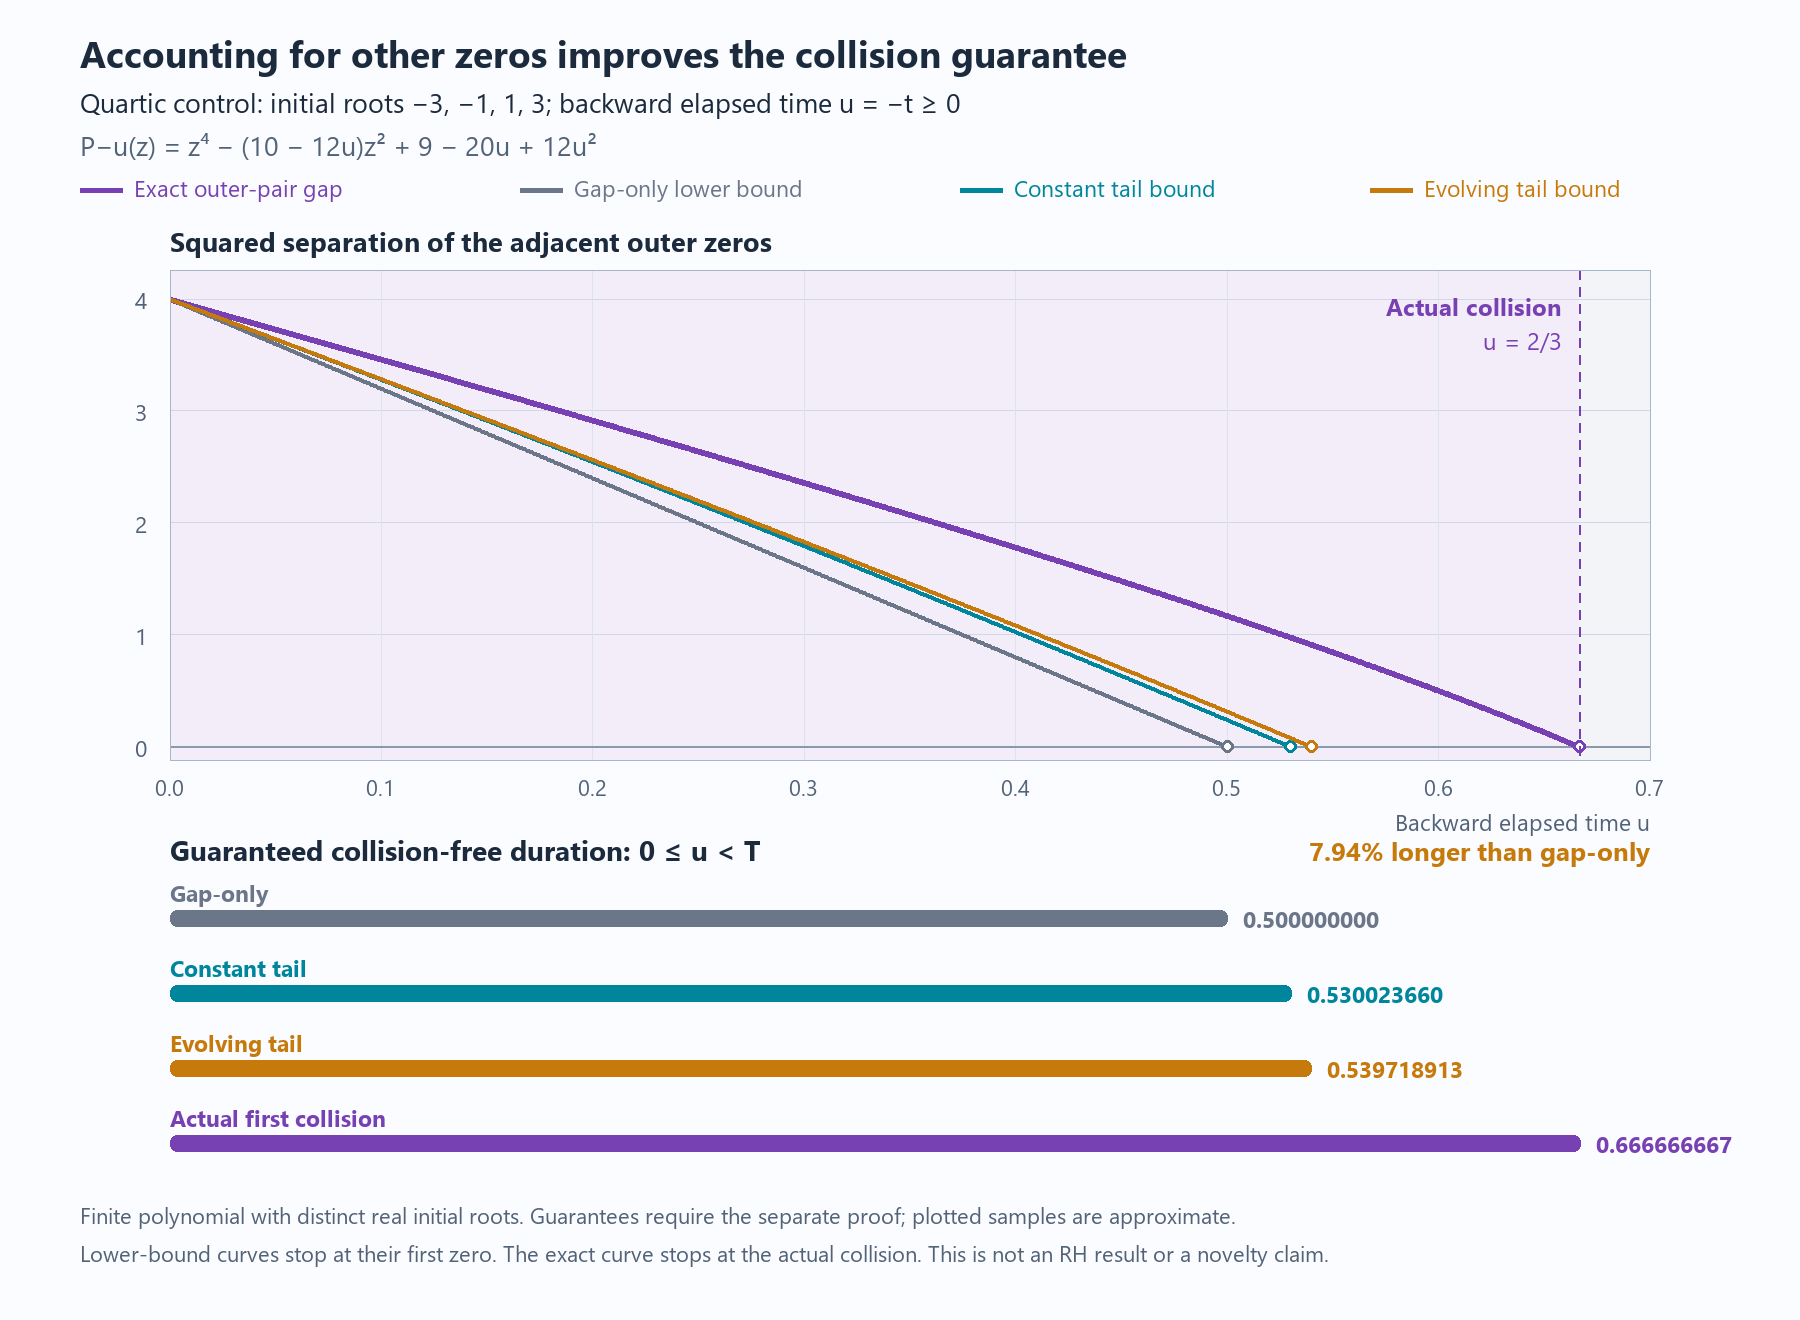 Accounting for other zeros improves the collision guarantee
Quartic control: initial roots −3, −1, 1, 3; backward elapsed time u = −t ≥ 0
P−u(z) = z⁴ − (10 − 12u)z² + 9 − 20u + 12u²
Exact outer-pair gap
Gap-only lower bound
Constant tail bound
Evolving tail bound
Squared separation of the adjacent outer zeros
Actual collision
u = 2/3
4
3
2
1
0
0.0 0.1 0.2 0.3 0.4 0.5 0.6 0.7
Backward elapsed time u
Guaranteed collision-free duration: 0 ≤ u < T
7.94% longer than gap-only
Gap-only
0.500000000
Constant tail
0.530023660
Evolving tail
0.539718913
Actual first collision
0.666666667
Finite polynomial with distinct real initial roots. Guarantees require the separate proof; plotted samples are approximate.
Lower-bound curves stop at their first zero. The exact curve stops at the actual collision. This is not an RH result or a novelty claim.